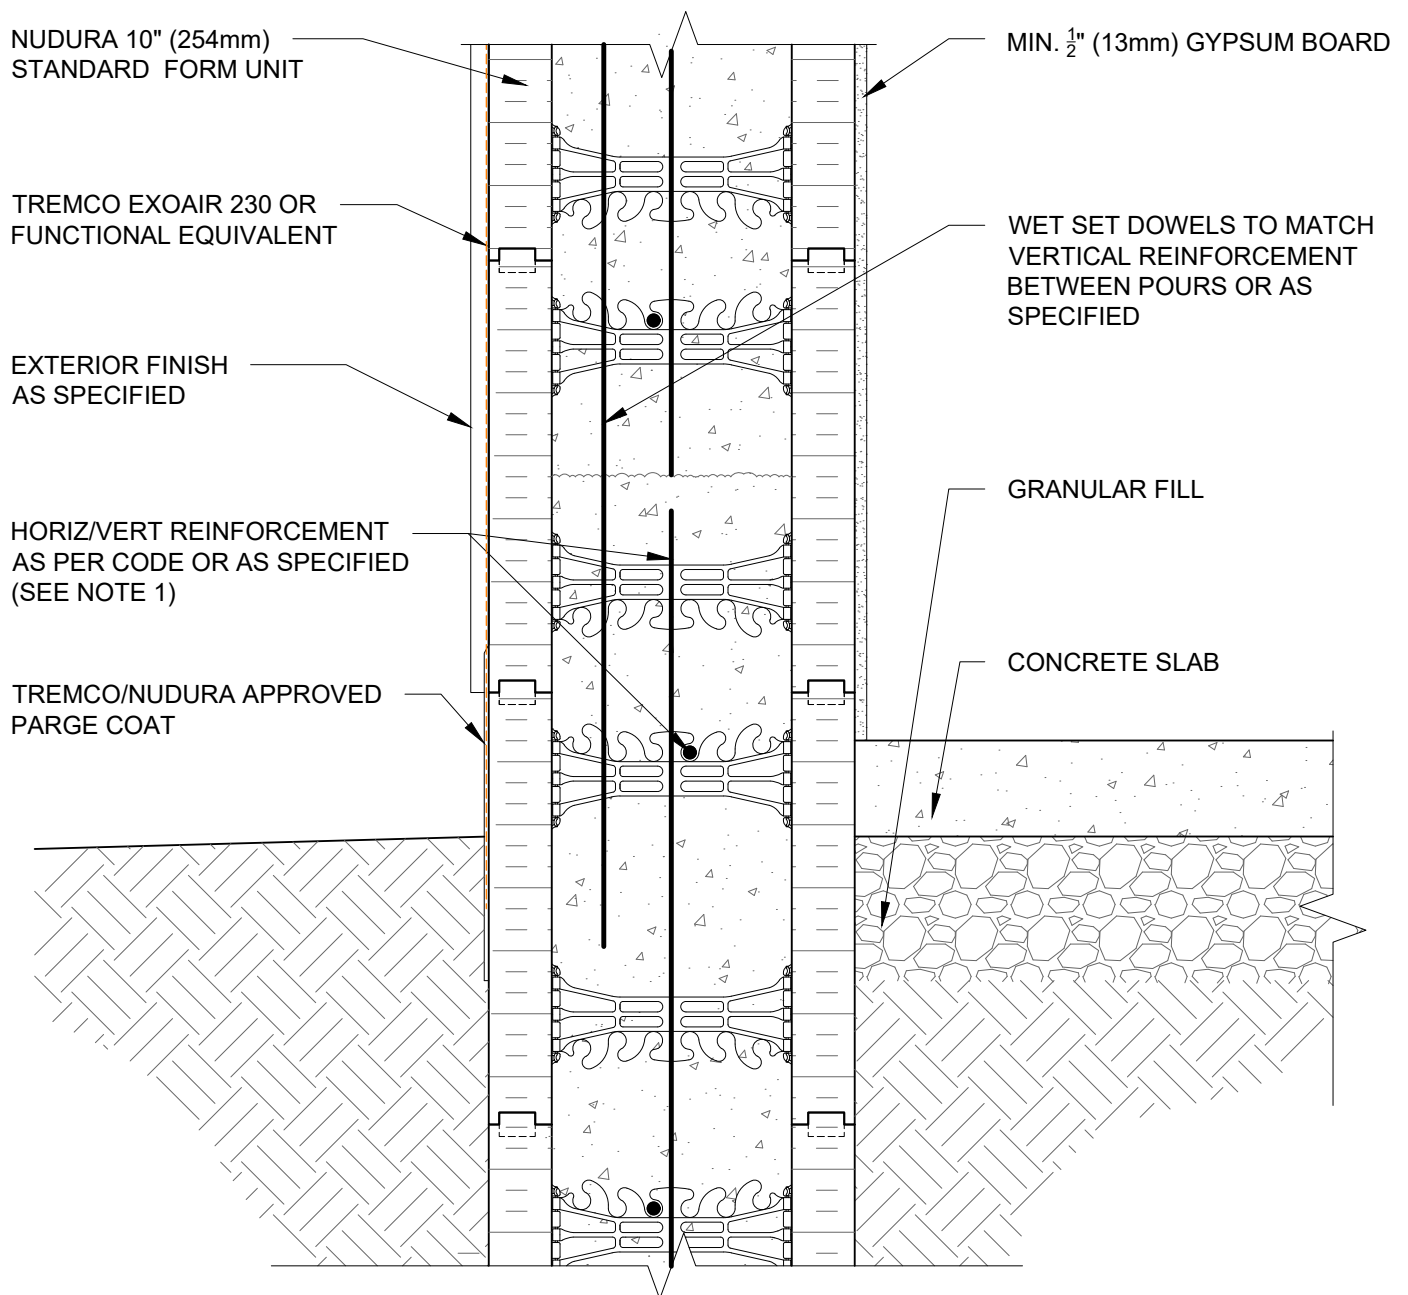 NUDURA 10" (254mm)
STANDARD FORM UNIT
TREMCO EXOAIR 230 OR
FUNCTIONAL EQUIVALENT
EXTERIOR FINISH
AS SPECIFIED
HORIZ/VERT REINFORCEMENT
AS PER CODE OR AS SPECIFIED
(SEE NOTE 1)
TREMCO/NUDURA APPROVED
PARGE COAT
MIN. ½" (13mm) GYPSUM BOARD
WET SET DOWELS TO MATCH
VERTICAL REINFORCEMENT
BETWEEN POURS OR AS
SPECIFIED
GRANULAR FILL
CONCRETE SLAB